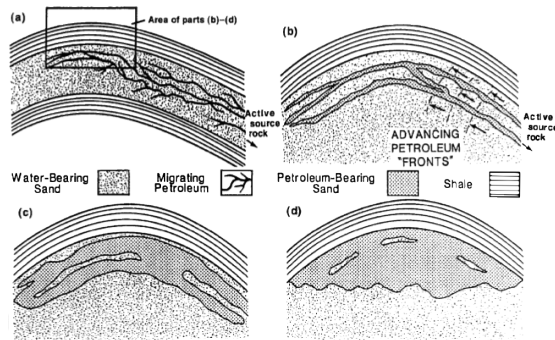 (a)
Area of parts (b)–(d)
Active
source
rock
(b)
Active
source
rock
ADVANCING
PETROLEUM
"FRONTS"
Water-Bearing
Sand
Migrating
Petroleum
Petroleum-Bearing
Sand
Shale
(c)
(d)